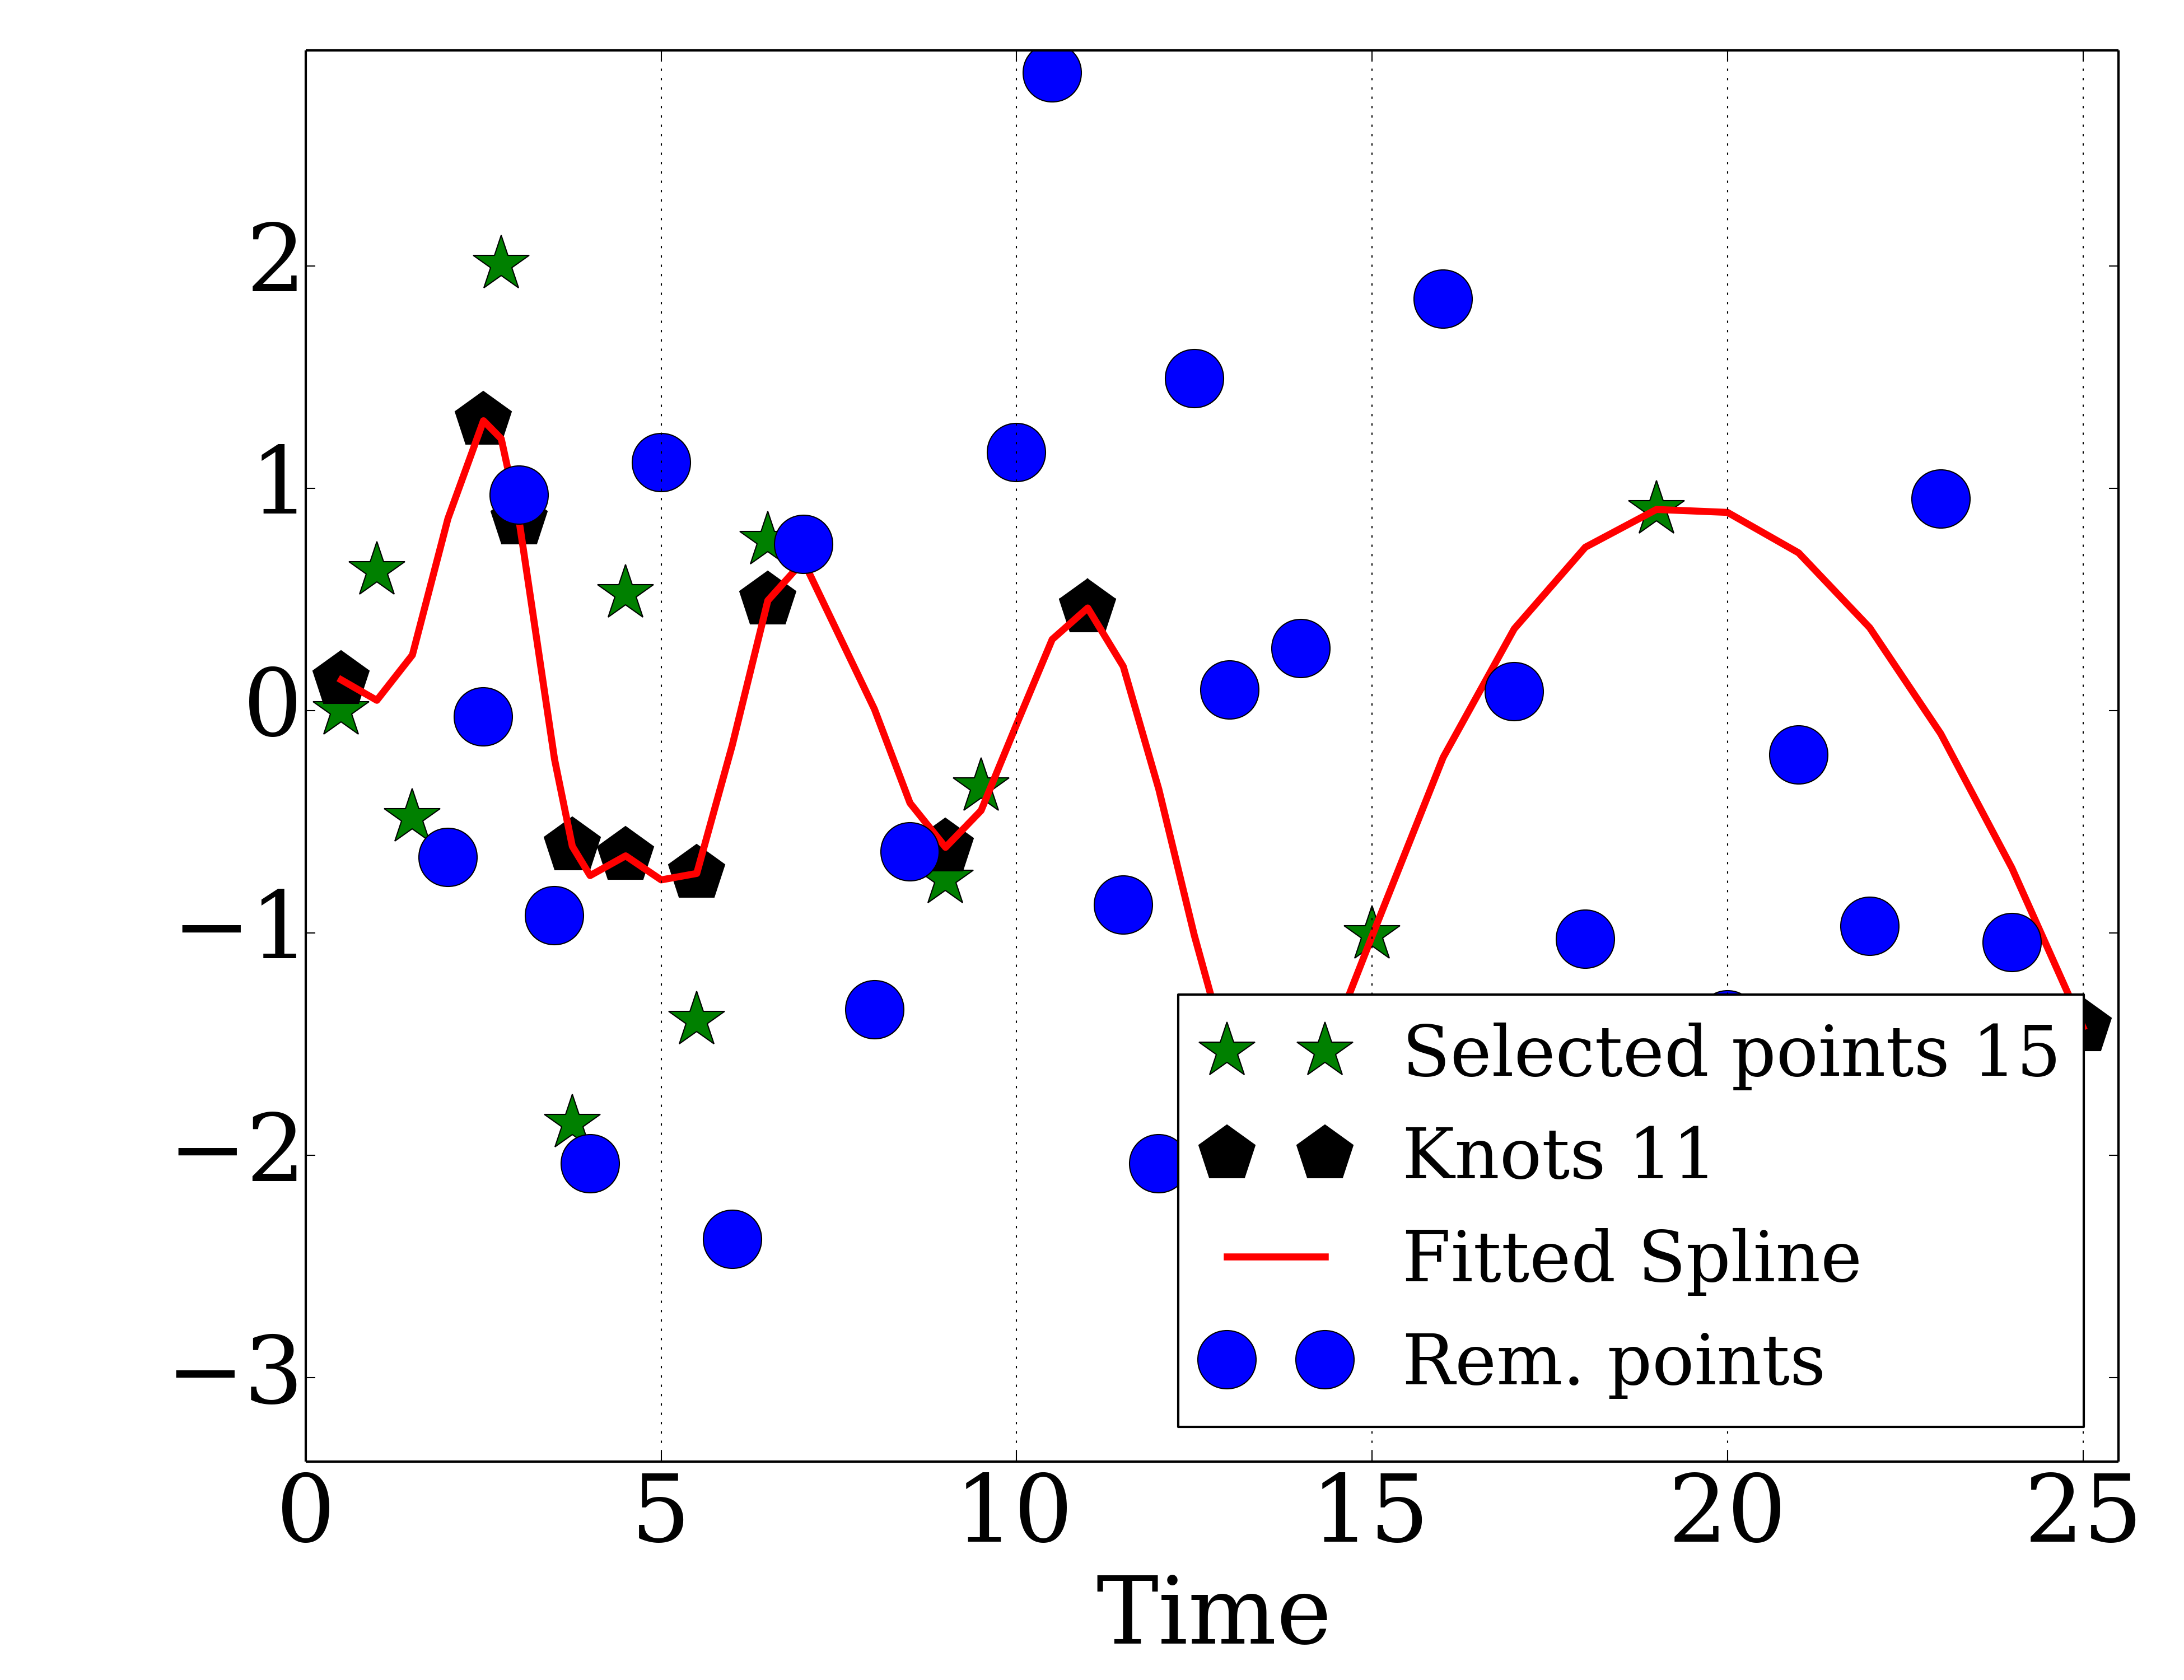 2
1
0
−1
−2
−3
0 5 10 15 20 25
Time
Selected points 15
Knots 11
Fitted Spline
Rem. points